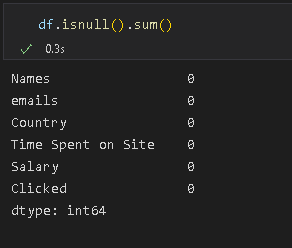 df.isnull().sum()
0.3s
Names 0
emails 0
Country 0
Time Spent on Site 0
Salary 0
Clicked 0
dtype: int64